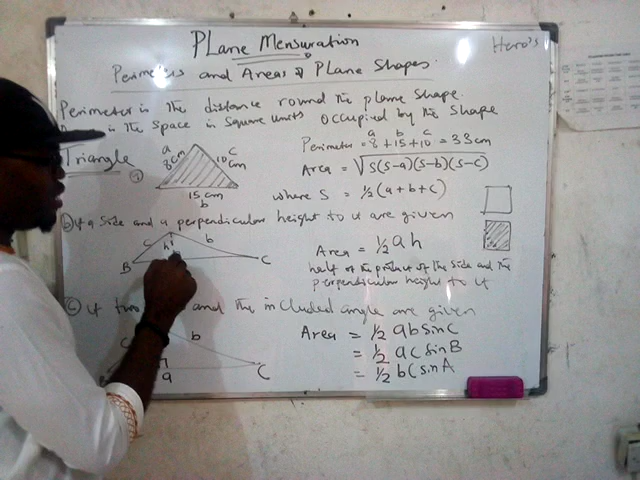 PLane Mensuration
Hero's
Perimeters and Areas of Plane Shapes.
Perimeter is the distance round the plane shape.
is the space in square units occupied by the shape
Triangle
a
8cm
c
10cm
15cm
b
a b c
Perimeter = 8 + 15 + 10 = 33cm
Area = √s(s-a)(s-b)(s-c)
where S = 1/2(a+b+c)
b) if a side and a perpendicular height to it are given
c
h
b
B
C
Area = 1/2 a h
half of the product of the side and the
perpendicular height to it
(c) if two and the included angle are given
c
b
B
a
C
Area = 1/2 ab sinC
= 1/2 ac sinB
= 1/2 bc sinA